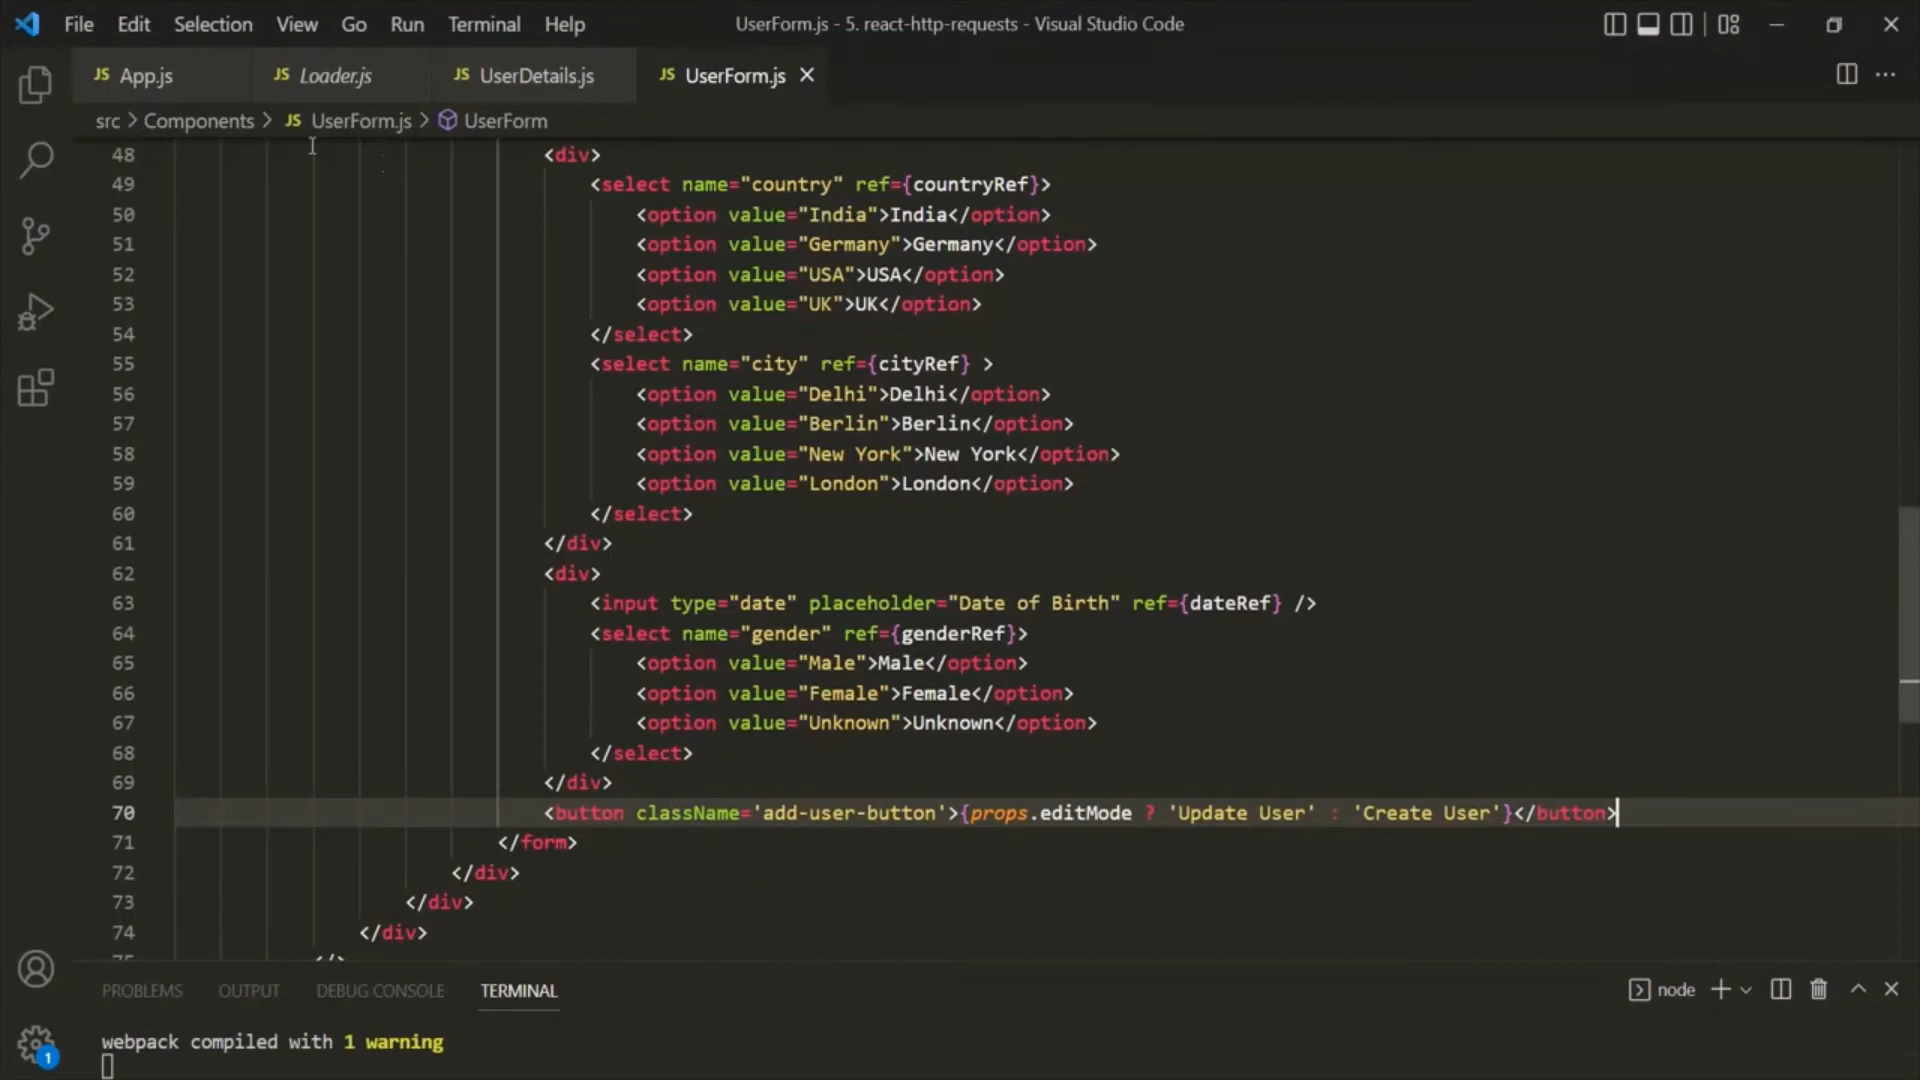 File Edit Selection View Go Run Terminal Help UserForm.js - 5. react-http-requests - Visual Studio Code
JS App.js JS Loader.js JS UserDetails.js JS UserForm.js
src > Components > JS UserForm.js > UserForm
48 <div>
49 <select name="country" ref={countryRef}>
50 <option value="India">India</option>
51 <option value="Germany">Germany</option>
52 <option value="USA">USA</option>
53 <option value="UK">UK</option>
54 </select>
55 <select name="city" ref={cityRef} >
56 <option value="Delhi">Delhi</option>
57 <option value="Berlin">Berlin</option>
58 <option value="New York">New York</option>
59 <option value="London">London</option>
60 </select>
61 </div>
62 <div>
63 <input type="date" placeholder="Date of Birth" ref={dateRef} />
64 <select name="gender" ref={genderRef}>
65 <option value="Male">Male</option>
66 <option value="Female">Female</option>
67 <option value="Unknown">Unknown</option>
68 </select>
69 </div>
70 <button className='add-user-button'>{props.editMode ? 'Update User' : 'Create User'}</button>
71 </form>
72 </div>
73 </div>
74 </div>
PROBLEMS OUTPUT DEBUG CONSOLE TERMINAL node
webpack compiled with 1 warning
1